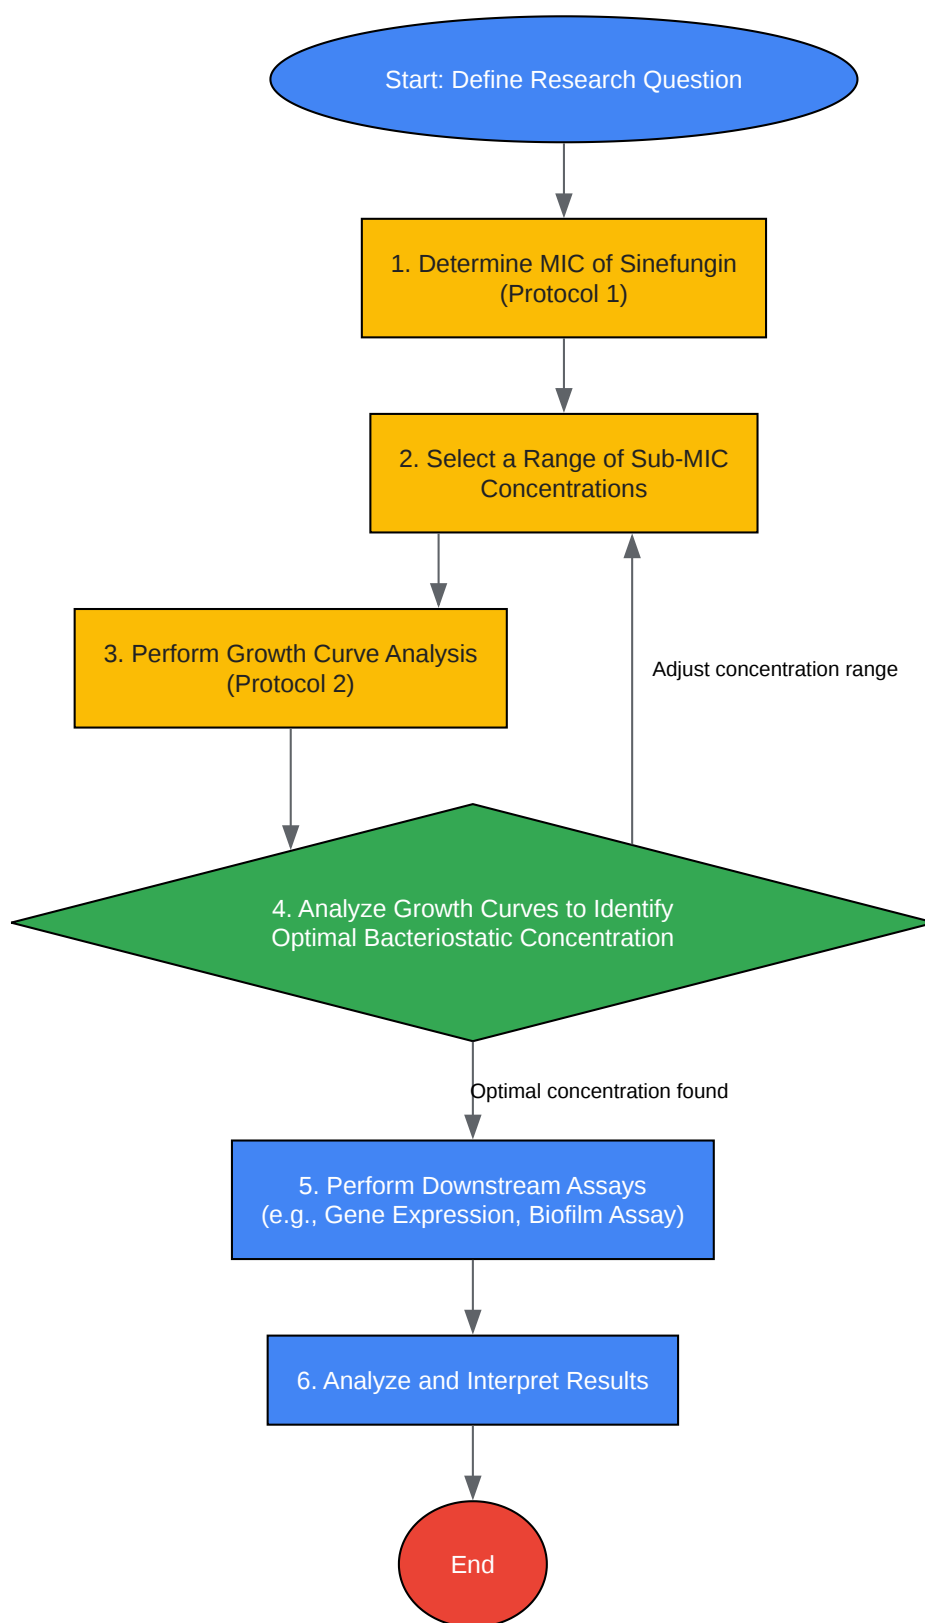 Start: Define Research Question
1. Determine MIC of Sinefungin
(Protocol 1)
2. Select a Range of Sub-MIC
Concentrations
3. Perform Growth Curve Analysis
(Protocol 2)
Adjust concentration range
4. Analyze Growth Curves to Identify
Optimal Bacteriostatic Concentration
Optimal concentration found
5. Perform Downstream Assays
(e.g., Gene Expression, Biofilm Assay)
6. Analyze and Interpret Results
End